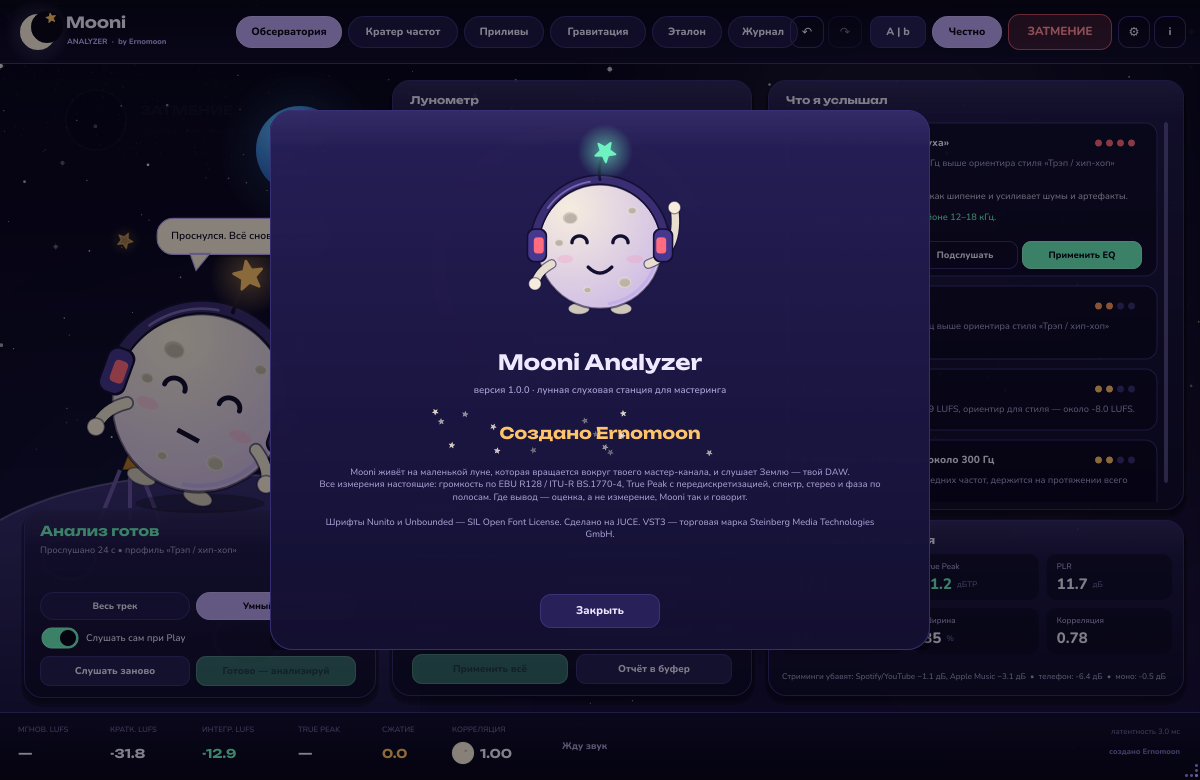 Mooni
ANALYZER · by Ernomoon
Обсерватория
Кратер частот
Приливы
Гравитация
Эталон
Журнал
A | b
Честно
ЗАТМЕНИЕ
i
ЗАТМЕНИЕ
Лунометр
Что я услышал
Проснулся. Всё снов
уха»
Гц выше ориентира стиля «Трэп / хип-хоп»
как шипение и усиливает шумы и артефакты.
ионе 12–18 кГц.
Подслушать
Применить EQ
ц выше ориентира стиля «Трэп / хип-хоп»
9 LUFS, ориентир для стиля — около -8.0 LUFS.
около 300 Гц
едних частот, держится на протяжении всего
Mooni Analyzer
версия 1.0.0 · лунная слуховая станция для мастеринга
Создано Ernomoon
Mooni живёт на маленькой луне, которая вращается вокруг твоего мастер-канала, и слушает Землю — твой DAW.
Все измерения настоящие: громкость по EBU R128 / ITU-R BS.1770-4, True Peak с передискретизацией, спектр, стерео и фаза по
полосам. Где вывод — оценка, а не измерение, Mooni так и говорит.
Шрифты Nunito и Unbounded — SIL Open Font License. Сделано на JUCE. VST3 — торговая марка Steinberg Media Technologies
GmbH.
Закрыть
Анализ готов
Прослушано 24 с • профиль «Трэп / хип-хоп»
Весь трек
Умны
Слушать сам при Play
Слушать заново
Готово — анализируй
Применить всё
Отчёт в буфер
я
ue Peak
1.2 дБТР
PLR
11.7 дБ
Ширина
85 %
Корреляция
0.78
Стриминги убавят: Spotify/YouTube −1.1 дБ, Apple Music −3.1 дБ • телефон: -6.4 дБ • моно: -0.5 дБ
МГНОВ. LUFS
—
КРАТК. LUFS
-31.8
ИНТЕГР. LUFS
-12.9
TRUE PEAK
—
СЖАТИЕ
0.0
КОРРЕЛЯЦИЯ
1.00
Жду звук
латентность 3.0 мс
создано Ernomoon